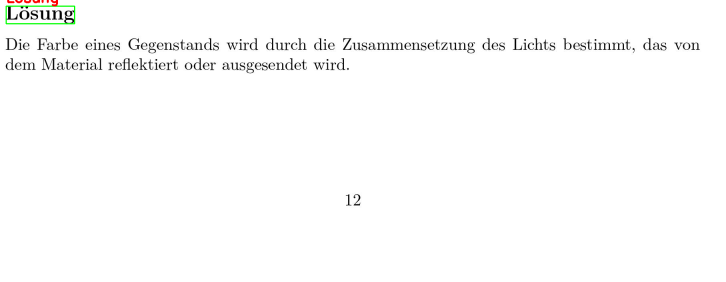 Lösung
Lösung
Die Farbe eines Gegenstands wird durch die Zusammensetzung des Lichts bestimmt, das von
dem Material reflektiert oder ausgesendet wird.
12